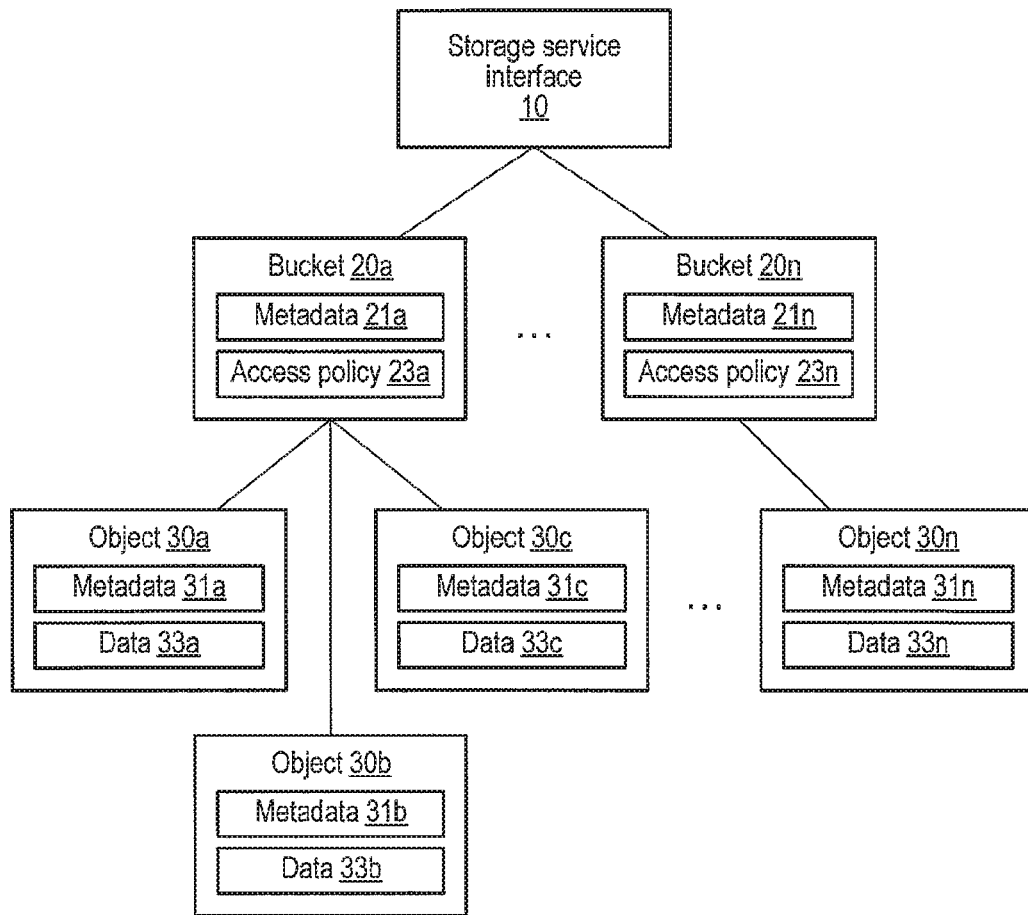 Storage service
interface
10
Bucket 20a
Metadata 21a
Access policy 23a
...
Bucket 20n
Metadata 21n
Access policy 23n
Object 30a
Metadata 31a
Data 33a
Object 30c
Metadata 31c
Data 33c
...
Object 30n
Metadata 31n
Data 33n
Object 30b
Metadata 31b
Data 33b